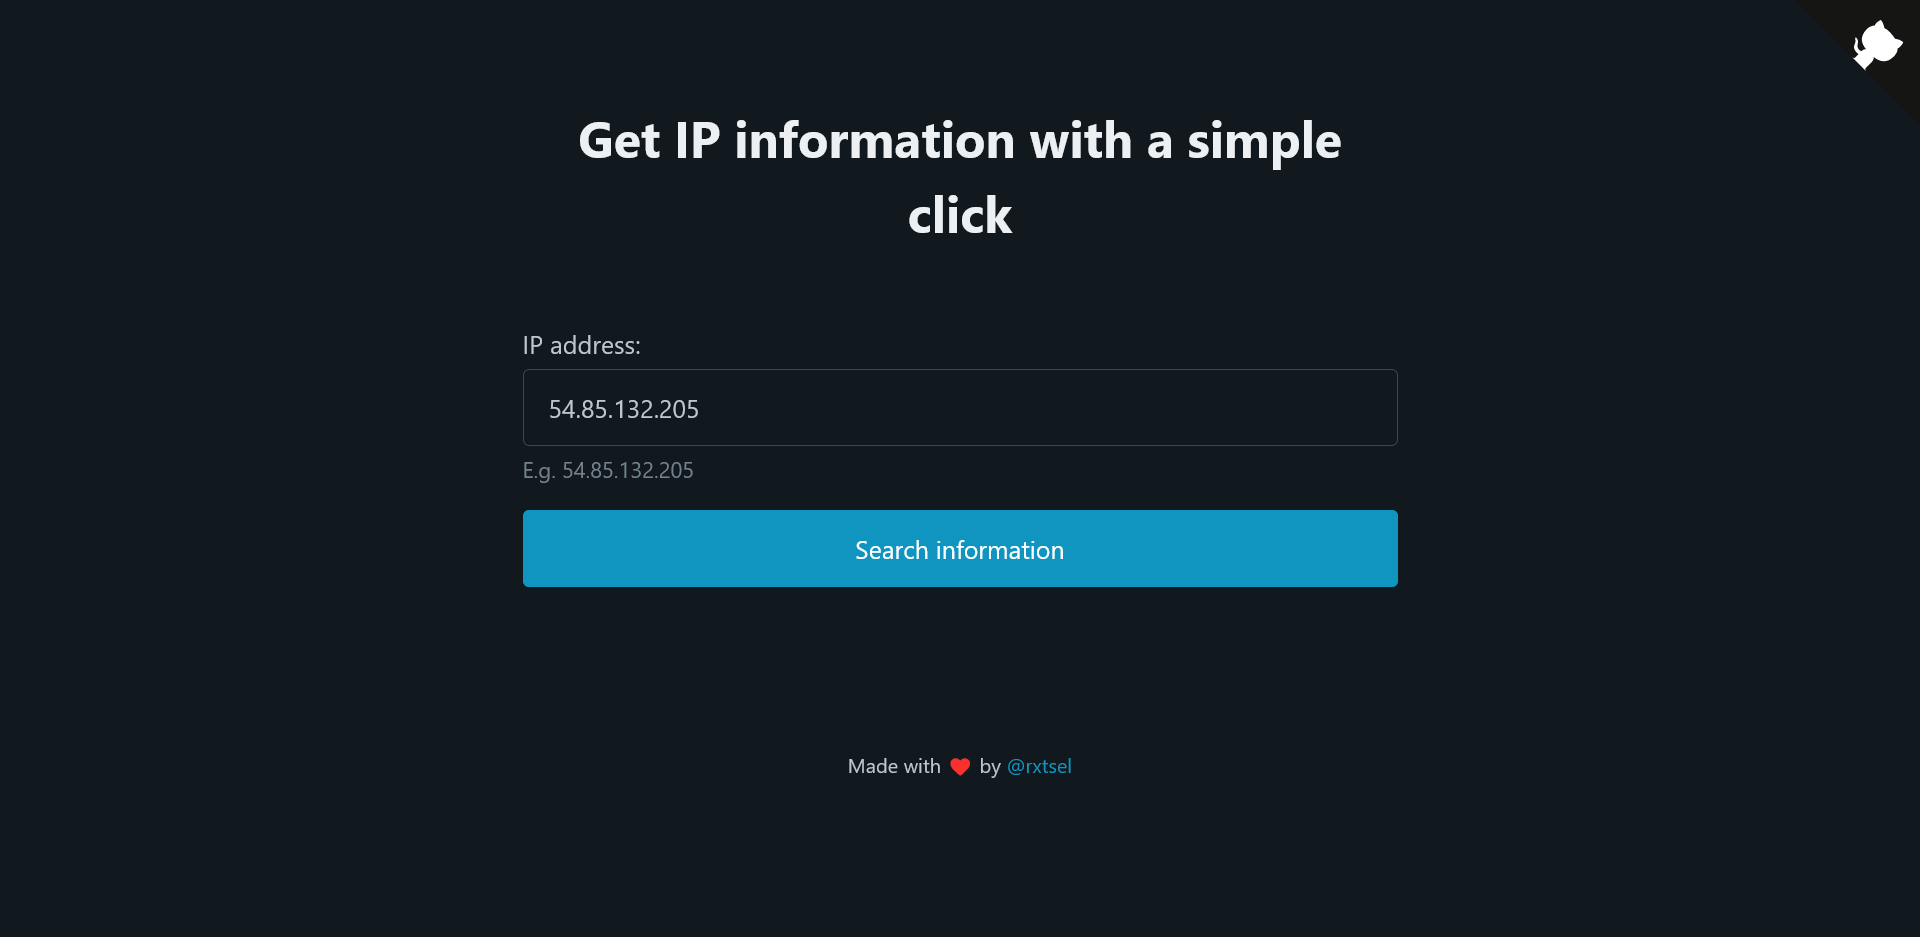 Get IP information with a simple
click
IP address:
54.85.132.205
E.g. 54.85.132.205
Search information
Made with ❤ by @rxtsel